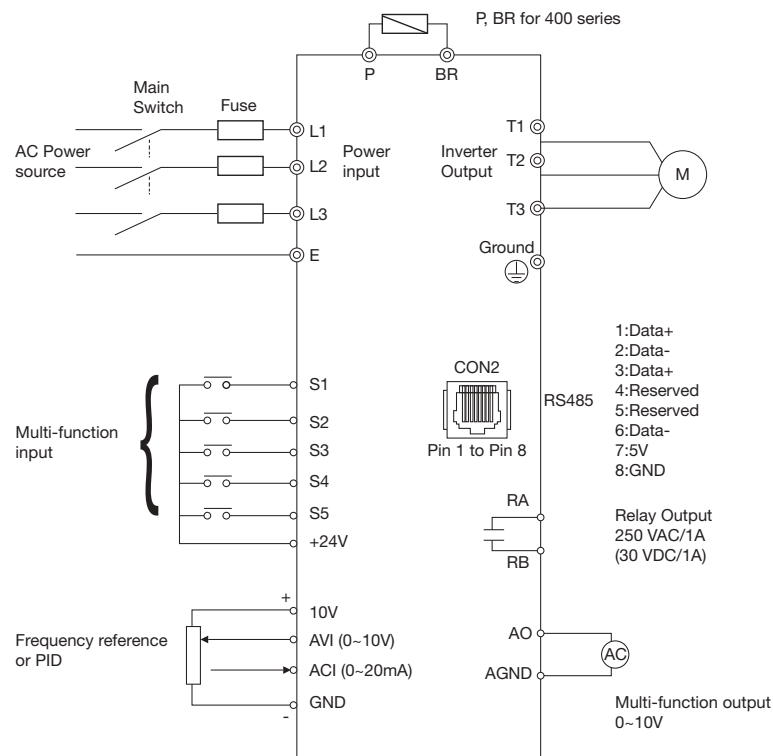 P, BR for 400 series
P
BR
Main
Switch
Fuse
AC Power
source
L1
L2
L3
E
Power
input
Inverter
Output
T1
T2
T3
M
Ground
Multi-function
input
S1
S2
S3
S4
S5
+24V
CON2
Pin 1 to Pin 8
RS485
1:Data+
2:Data-
3:Data+
4:Reserved
5:Reserved
6:Data-
7:5V
8:GND
RA
RB
Relay Output
250 VAC/1A
(30 VDC/1A)
Frequency reference
or PID
+
10V
AVI (0~10V)
ACI (0~20mA)
GND
-
AO
AGND
AC
Multi-function output
0~10V